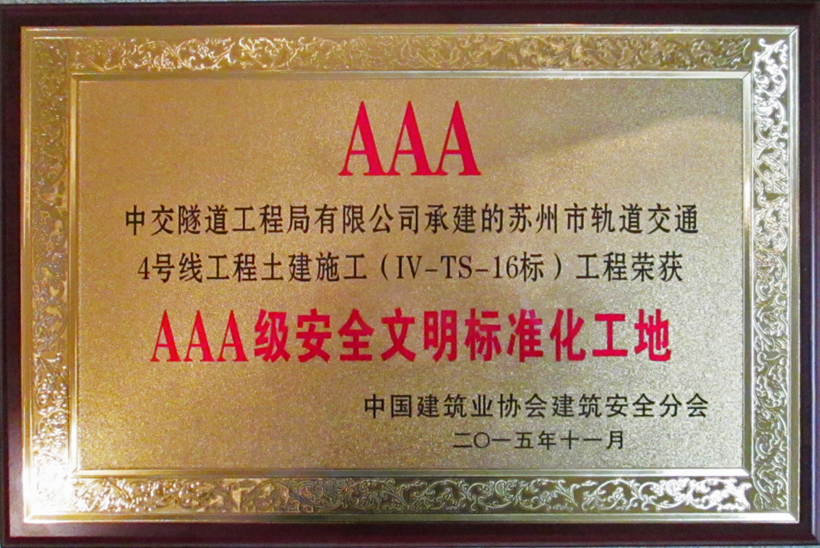 AAA
中交隧道工程局有限公司承建的苏州市轨道交通
4号线工程土建施工（IV-TS-16标）工程荣获
AAA级安全文明标准化工地
中国建筑业协会建筑安全分会
二〇一五年十一月